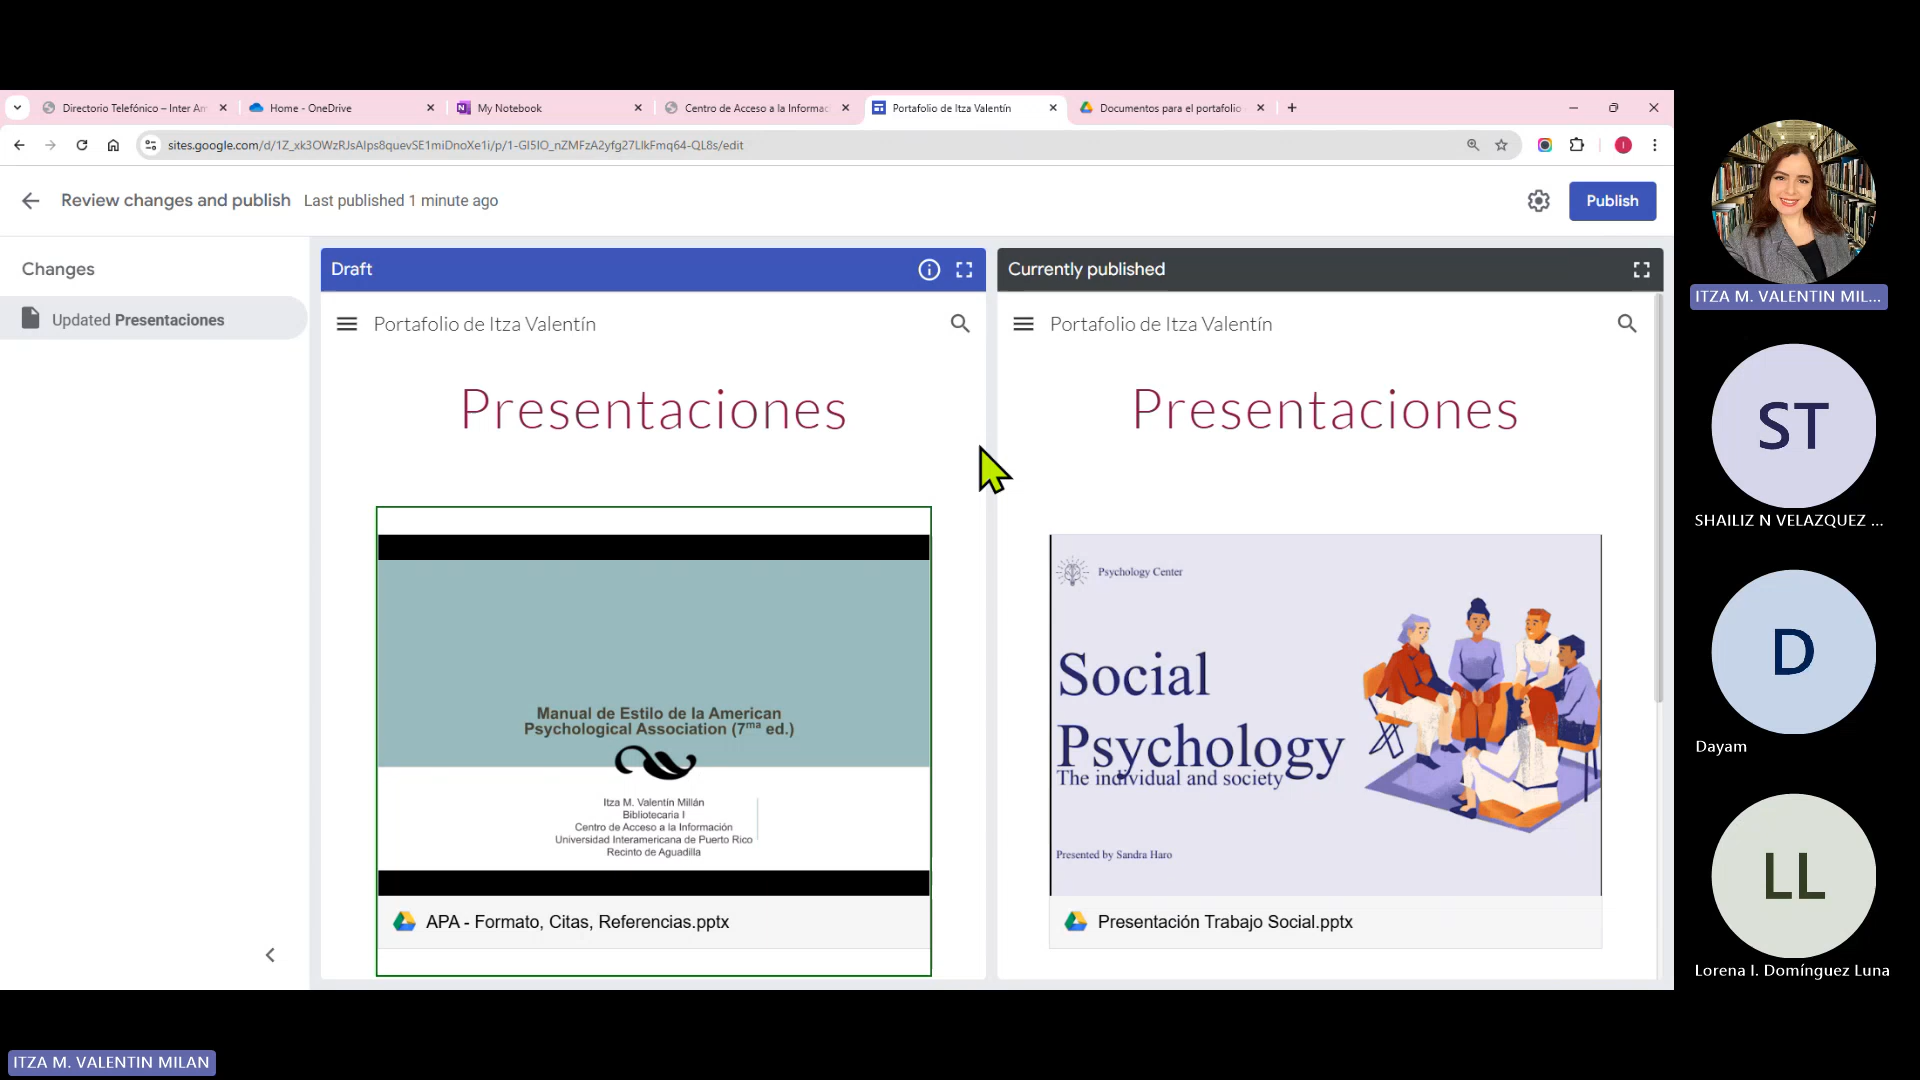 Directorio Telefónico – Inter Am
Home - OneDrive
My Notebook
Centro de Acceso a la Informac
Portafolio de Itza Valentín
Documentos para el portafolio
sites.google.com/d/1Z_xk3OWzRJsAlps8quevSE1miDnoXe1i/p/1-GI5IO_nZMFzA2yfg27LlkFmq64-QL8s/edit
Review changes and publish
Last published 1 minute ago
Publish
Changes
Updated Presentaciones
Draft
Portafolio de Itza Valentín
Presentaciones
Manual de Estilo de la American
Psychological Association (7ma ed.)
Itza M. Valentín Millán
Bibliotecaria I
Centro de Acceso a la Información
Universidad Interamericana de Puerto Rico
Recinto de Aguadilla
APA - Formato, Citas, Referencias.pptx
Currently published
Portafolio de Itza Valentín
Presentaciones
Psychology Center
Social
Psychology
The individual and society
Presented by Sandra Haro
Presentación Trabajo Social.pptx
ITZA M. VALENTIN MIL...
ST
SHAILIZ N VELAZQUEZ ...
D
Dayam
LL
Lorena I. Domínguez Luna
ITZA M. VALENTIN MILAN